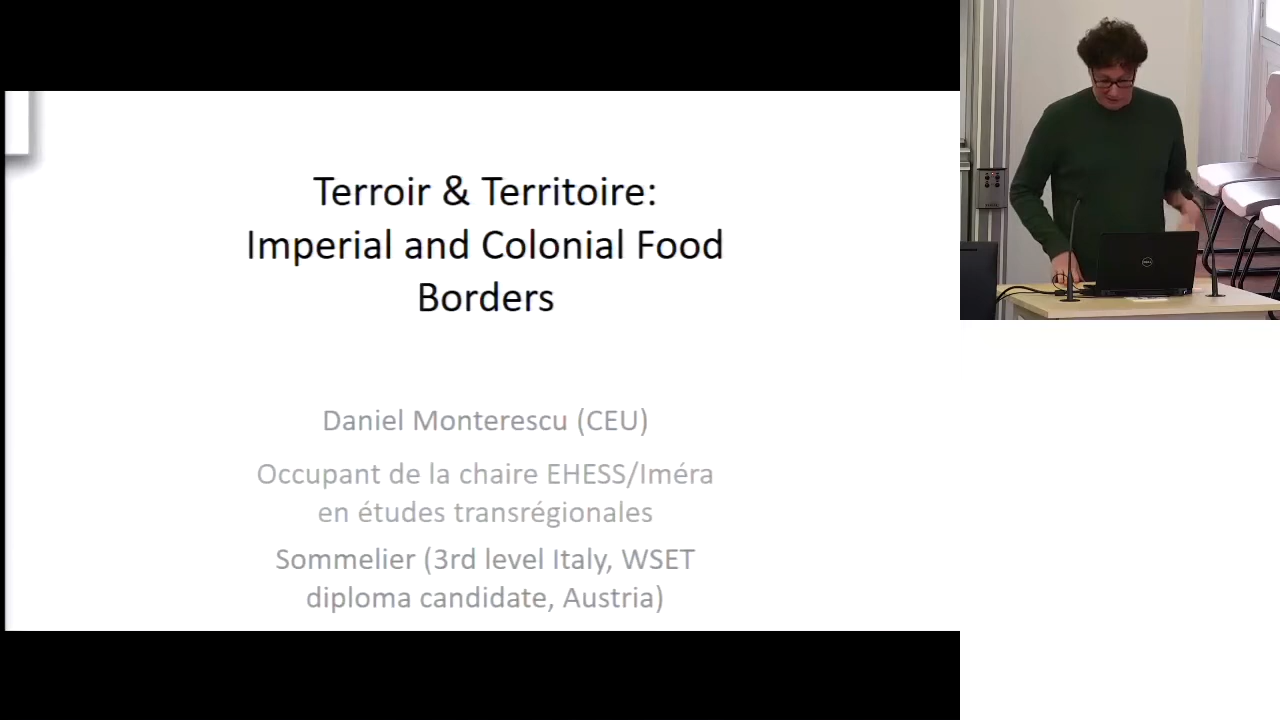 Terroir & Territoire:
Imperial and Colonial Food
Borders
Daniel Monterescu (CEU)
Occupant de la chaire EHESS/Iméra
en études transrégionales
Sommelier (3rd level Italy, WSET
diploma candidate, Austria)
DELL